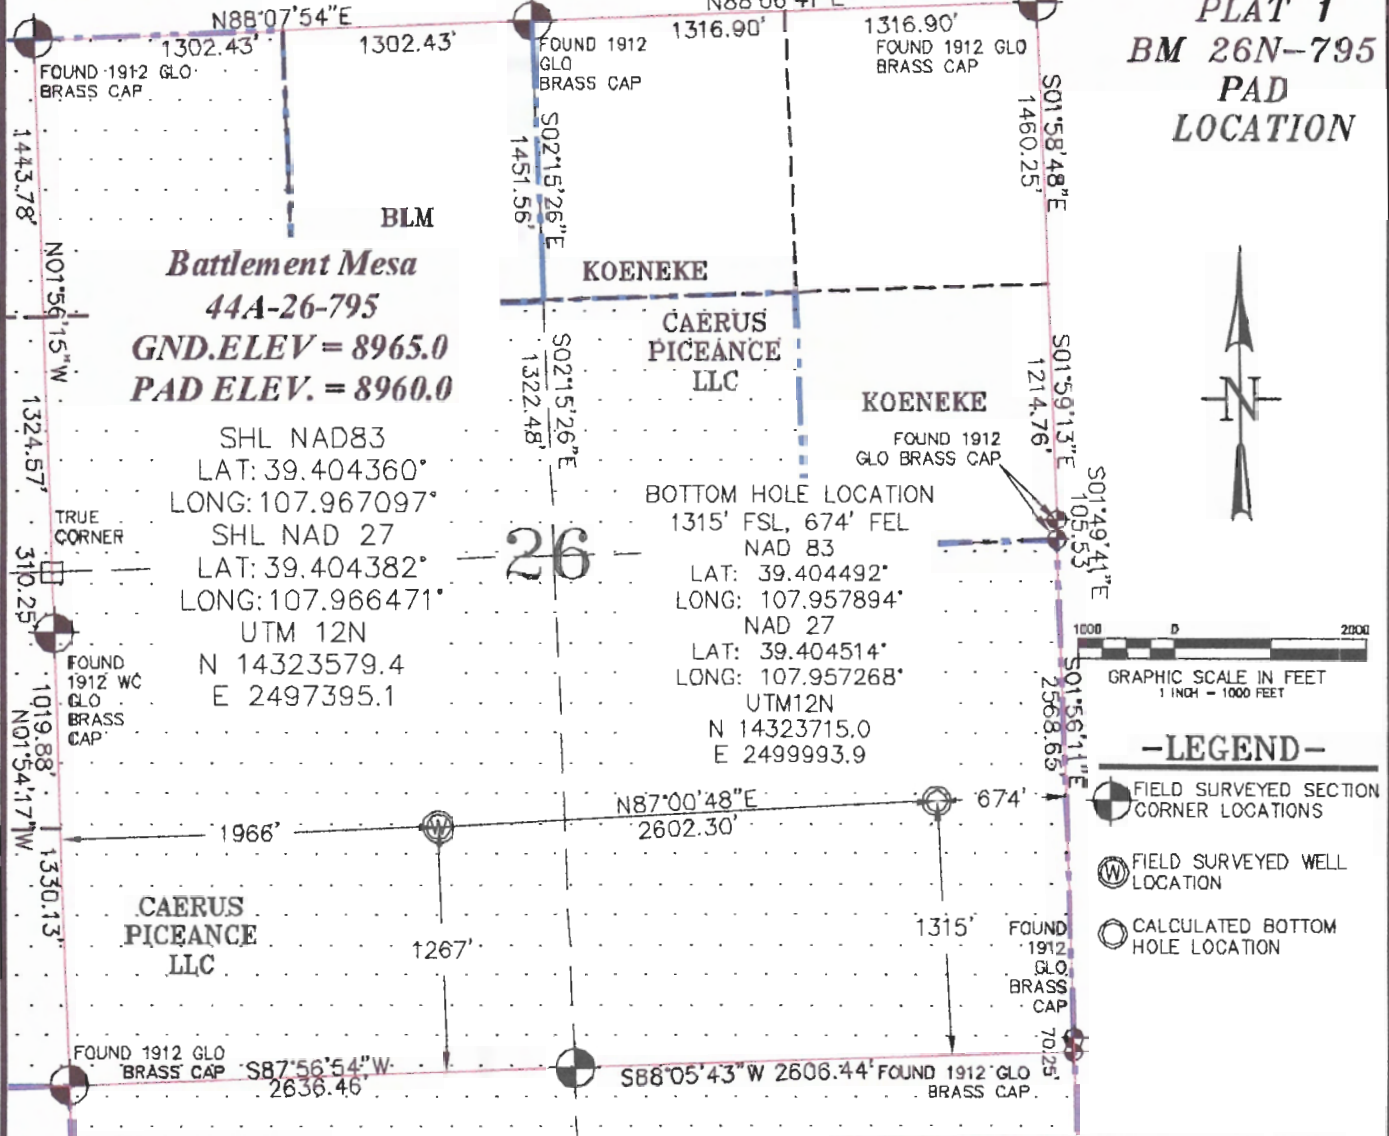 N88°07'54"E
1302.43'
1302.43'
1316.90'
1316.90'
PLAT 1
BM 26N-795
PAD
LOCATION
FOUND 1912 GLO
BRASS CAP
FOUND 1912
GLO
BRASS CAP
FOUND 1912 GLO
BRASS CAP
1443.78'
N01°56'15"W
1451.56'
S02°15'26"E
1460.25'
S01°58'48"E
BLM
Battlement Mesa
44A-26-795
GND.ELEV = 8965.0
PAD ELEV. = 8960.0
KOENEKE
CAERUS
PICEANCE
LLC
KOENEKE
1322.48'
S02°15'26"E
1214.76'
S01°59'13"E
FOUND 1912
GLO BRASS CAP
S01°49'41"E
105.53'
1324.67'
TRUE
CORNER
310.25'
SHL NAD83
LAT: 39.404360°
LONG: 107.967097°
SHL NAD 27
LAT: 39.404382°
LONG: 107.966471°
UTM 12N
N 14323579.4
E 2497395.1
26
BOTTOM HOLE LOCATION
1315' FSL, 674' FEL
NAD 83
LAT: 39.404492°
LONG: 107.957894°
NAD 27
LAT: 39.404514°
LONG: 107.957268°
UTM12N
N 14323715.0
E 2499993.9
N
1000 0 2000
GRAPHIC SCALE IN FEET
1 INCH = 1000 FEET
FOUND
1912 WC
GLO
BRASS
CAP
1019.88'
N01°54'17"W
1330.13'
S01°56'11"E
2568.65'
-LEGEND-
FIELD SURVEYED SECTION
CORNER LOCATIONS
W
FIELD SURVEYED WELL
LOCATION
CALCULATED BOTTOM
HOLE LOCATION
1966'
W
N87°00'48"E
2602.30'
674'
1267'
1315'
CAERUS
PICEANCE
LLC
FOUND
1912
GLO
BRASS
CAP
70.25'
FOUND 1912 GLO
BRASS CAP
S87°56'54"W
2636.46'
S88°05'43"W 2606.44'
FOUND 1912 GLO
BRASS CAP